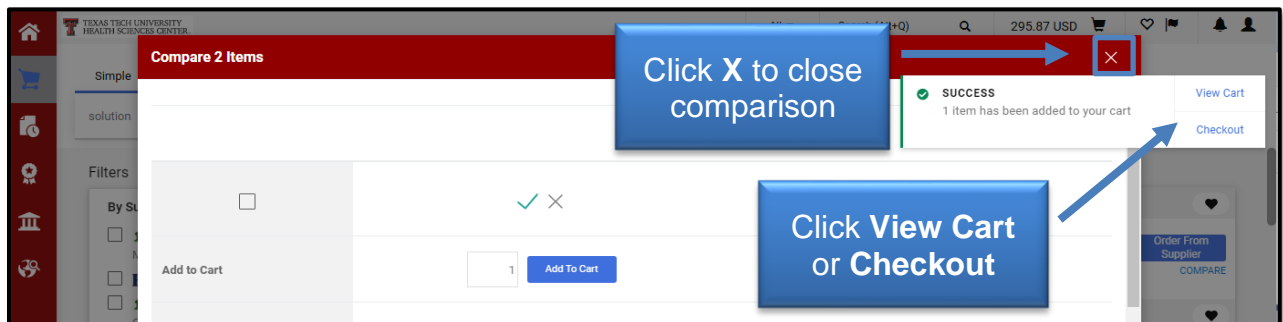 TEXAS TECH UNIVERSITY
HEALTH SCIENCES CENTER.
295.87 USD
Compare 2 Items
Click X to close
comparison
Simple
SUCCESS
1 item has been added to your cart
View Cart
Checkout
solution
Filters
Click View Cart
or Checkout
Order From
Supplier
COMPARE
Add to Cart
1
Add To Cart